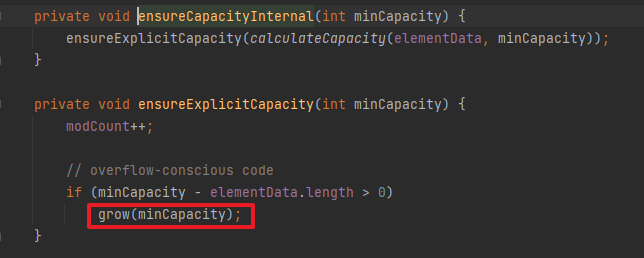 private void ensureCapacityInternal(int minCapacity) {
    ensureExplicitCapacity(calculateCapacity(elementData, minCapacity));
}
private void ensureExplicitCapacity(int minCapacity) {
    modCount++;
    // overflow-conscious code
    if (minCapacity - elementData.length > 0)
        grow(minCapacity);
}